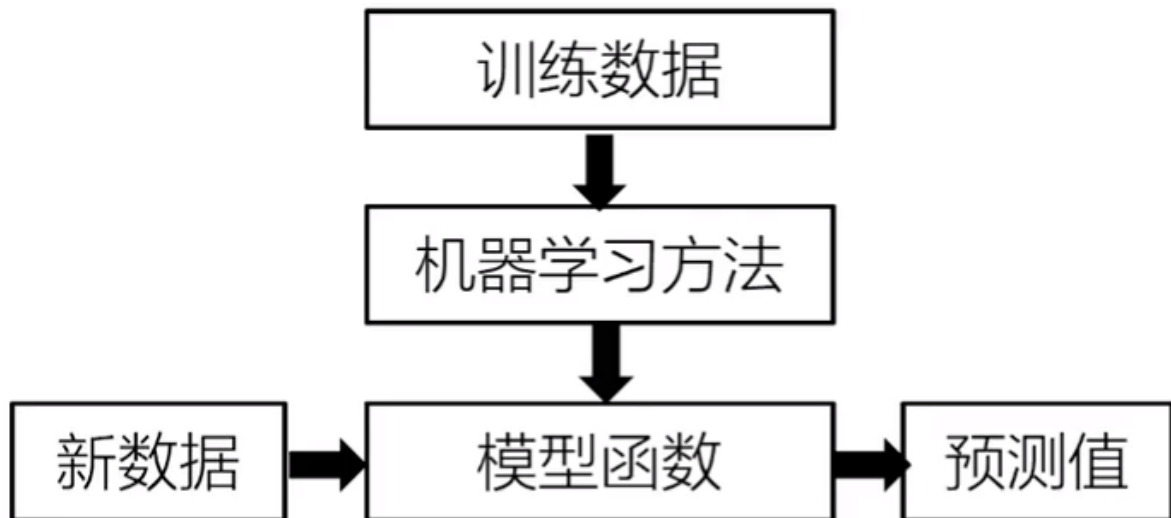 训练数据
机器学习方法
新数据
模型函数
预测值